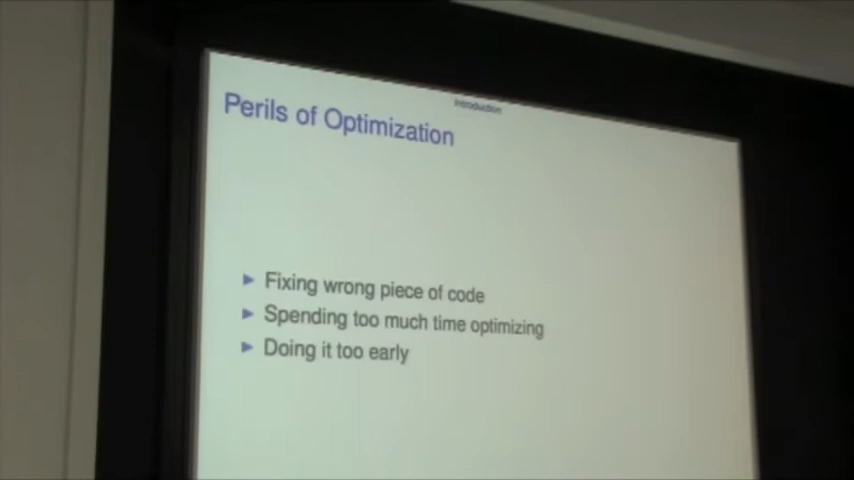 Introduction
Perils of Optimization
Fixing wrong piece of code
Spending too much time optimizing
Doing it too early